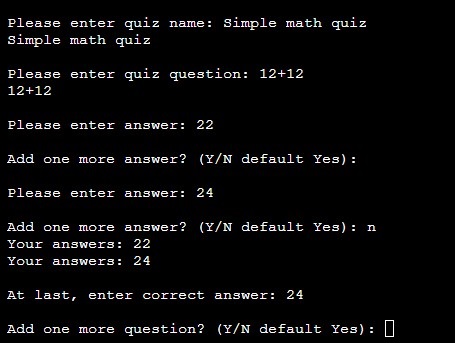 Please enter quiz name: Simple math quiz
Simple math quiz
Please enter quiz question: 12+12
12+12
Please enter answer: 22
Add one more answer? (Y/N default Yes):
Please enter answer: 24
Add one more answer? (Y/N default Yes): n
Your answers: 22
Your answers: 24
At last, enter correct answer: 24
Add one more question? (Y/N default Yes):